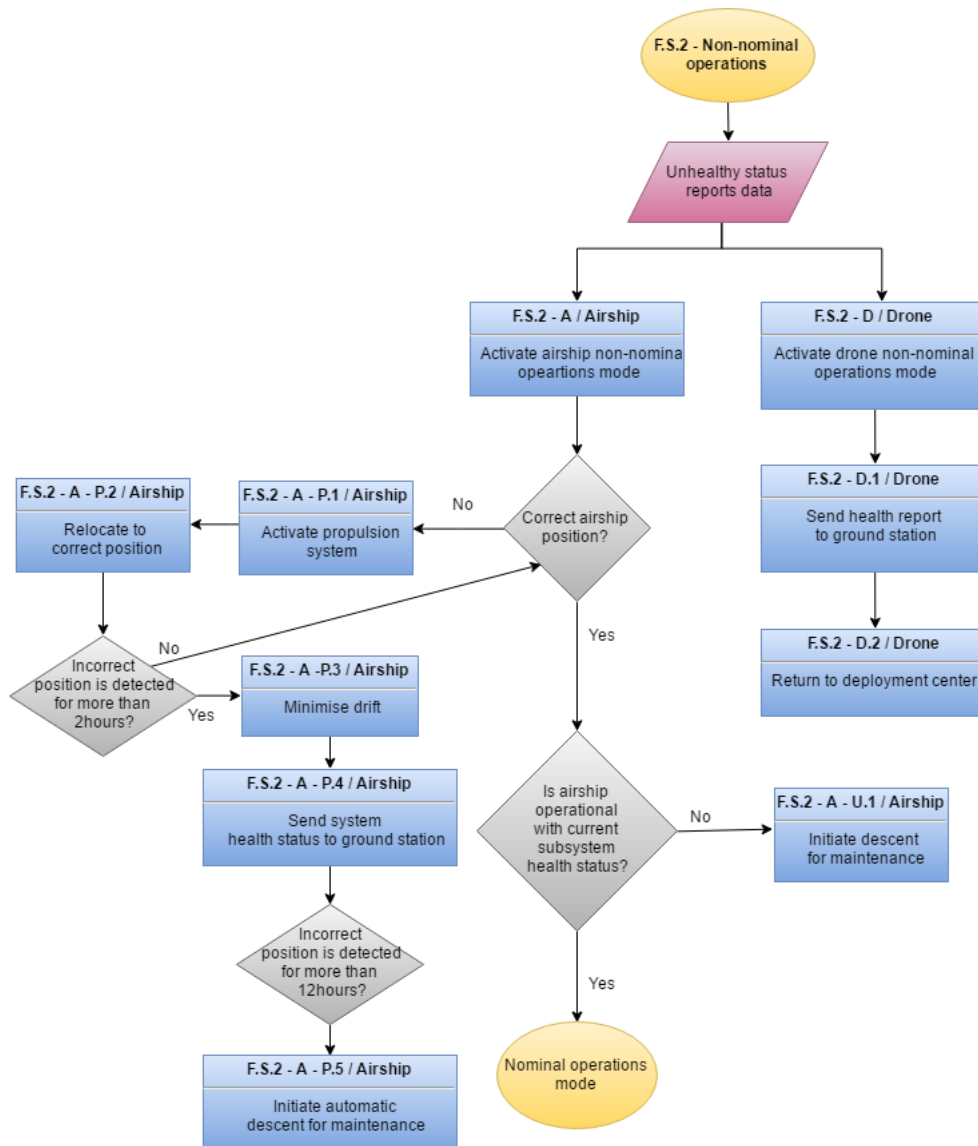 F.S.2 - Non-nominal
operations
Unhealthy status
reports data
F.S.2 - A / Airship
Activate airship non-nomina
opeartions mode
F.S.2 - D / Drone
Activate drone non-nominal
operations mode
F.S.2 - A - P.2 / Airship
Relocate to
correct position
F.S.2 - A - P.1 / Airship
Activate propulsion
system
No
Correct airship
position?
F.S.2 - D.1 / Drone
Send health report
to ground station
Yes
No
Incorrect
position is detected
for more than
2hours?
Yes
F.S.2 - A -P.3 / Airship
Minimise drift
F.S.2 - D.2 / Drone
Return to deployment center
F.S.2 - A - P.4 / Airship
Send system
health status to ground station
Is airship
operational
with current
subsystem
health status?
No
F.S.2 - A - U.1 / Airship
Initiate descent
for maintenance
Incorrect
position is detected
for more than
12hours?
Yes
F.S.2 - A - P.5 / Airship
Initiate automatic
descent for maintenance
Nominal operations
mode